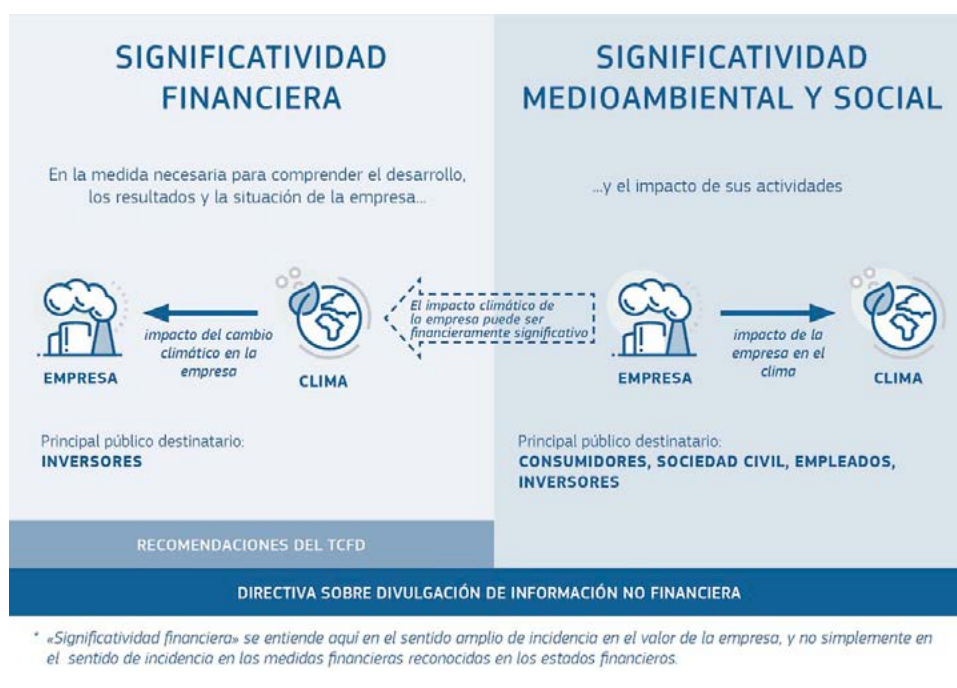 SIGNIFICATIVIDAD
FINANCIERA
En la medida necesaria para comprender el desarrollo,
los resultados y la situación de la empresa...
impacto del cambio
climático en la
empresa
EMPRESA
CLIMA
Principal público destinatario:
INVERSORES
RECOMENDACIONES DEL TCFD
El impacto climático de
la empresa puede ser
financieramente significativo
SIGNIFICATIVIDAD
MEDIOAMBIENTAL Y SOCIAL
...y el impacto de sus actividades
impacto de la
empresa en el
clima
EMPRESA
CLIMA
Principal público destinatario:
CONSUMIDORES, SOCIEDAD CIVIL, EMPLEADOS,
INVERSORES
DIRECTIVA SOBRE DIVULGACIÓN DE INFORMACIÓN NO FINANCIERA
* «Significatividad financiera» se entiende aquí en el sentido amplio de incidencia en el valor de la empresa, y no simplemente en
el sentido de incidencia en las medidas financieras reconocidas en los estados financieros.